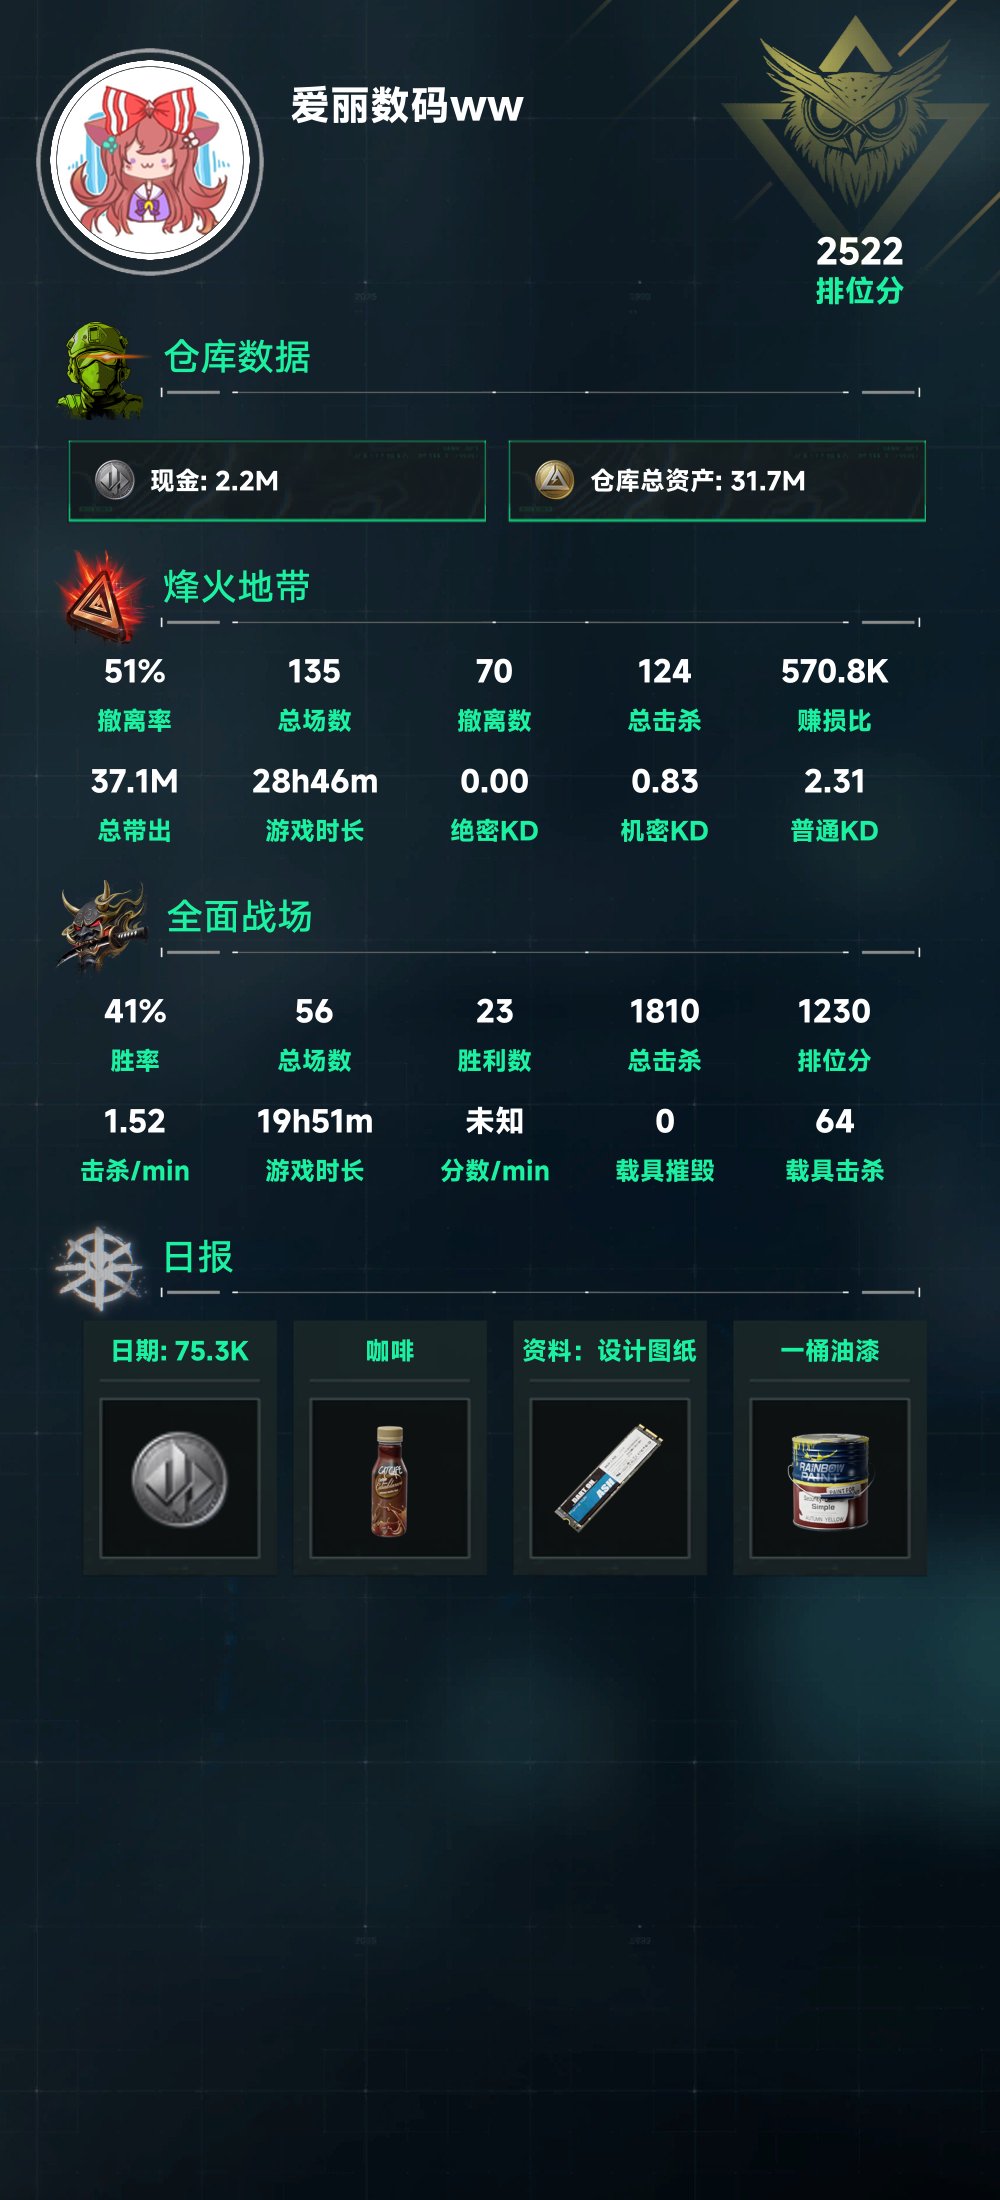 爱丽数码ww
2522
排位分
仓库数据
现金: 2.2M
仓库总资产: 31.7M
烽火地带
51% 135 70 124 570.8K
撤离率 总场数 撤离数 总击杀 赚损比
37.1M 28h46m 0.00 0.83 2.31
总带出 游戏时长 绝密KD 机密KD 普通KD
全面战场
41% 56 23 1810 1230
胜率 总场数 胜利数 总击杀 排位分
1.52 19h51m 未知 0 64
击杀/min 游戏时长 分数/min 载具摧毁 载具击杀
日报
日期: 75.3K 咖啡 资料：设计图纸 一桶油漆
RAINBOW
PAINT
Simple
AUTUMN YELLOW
ASH